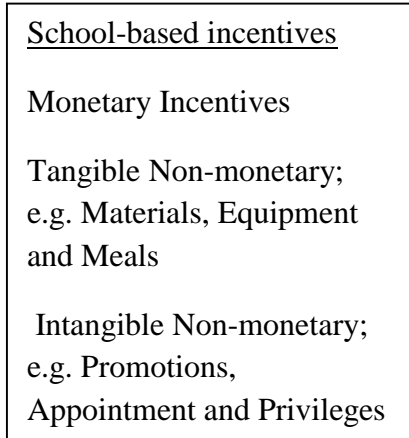 School-based incentives
Monetary Incentives
Tangible Non-monetary;
e.g. Materials, Equipment
and Meals
Intangible Non-monetary;
e.g. Promotions,
Appointment and Privileges